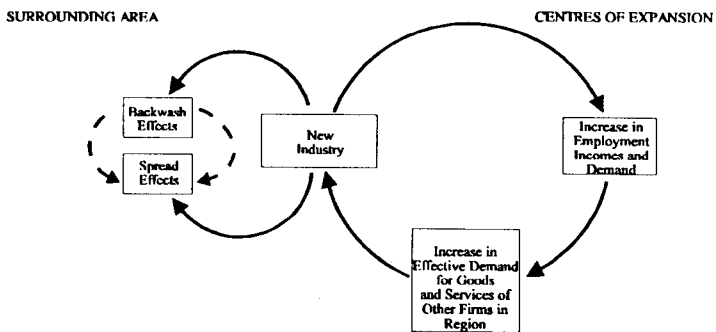 SURROUNDING AREA
CENTRES OF EXPANSION
Backwash
Effects
Spread
Effects
New
Industry
Increase in
Employment
Incomes and
Demand
Increase in
Effective Demand
for Goods
and Services of
Other Firms in
Region